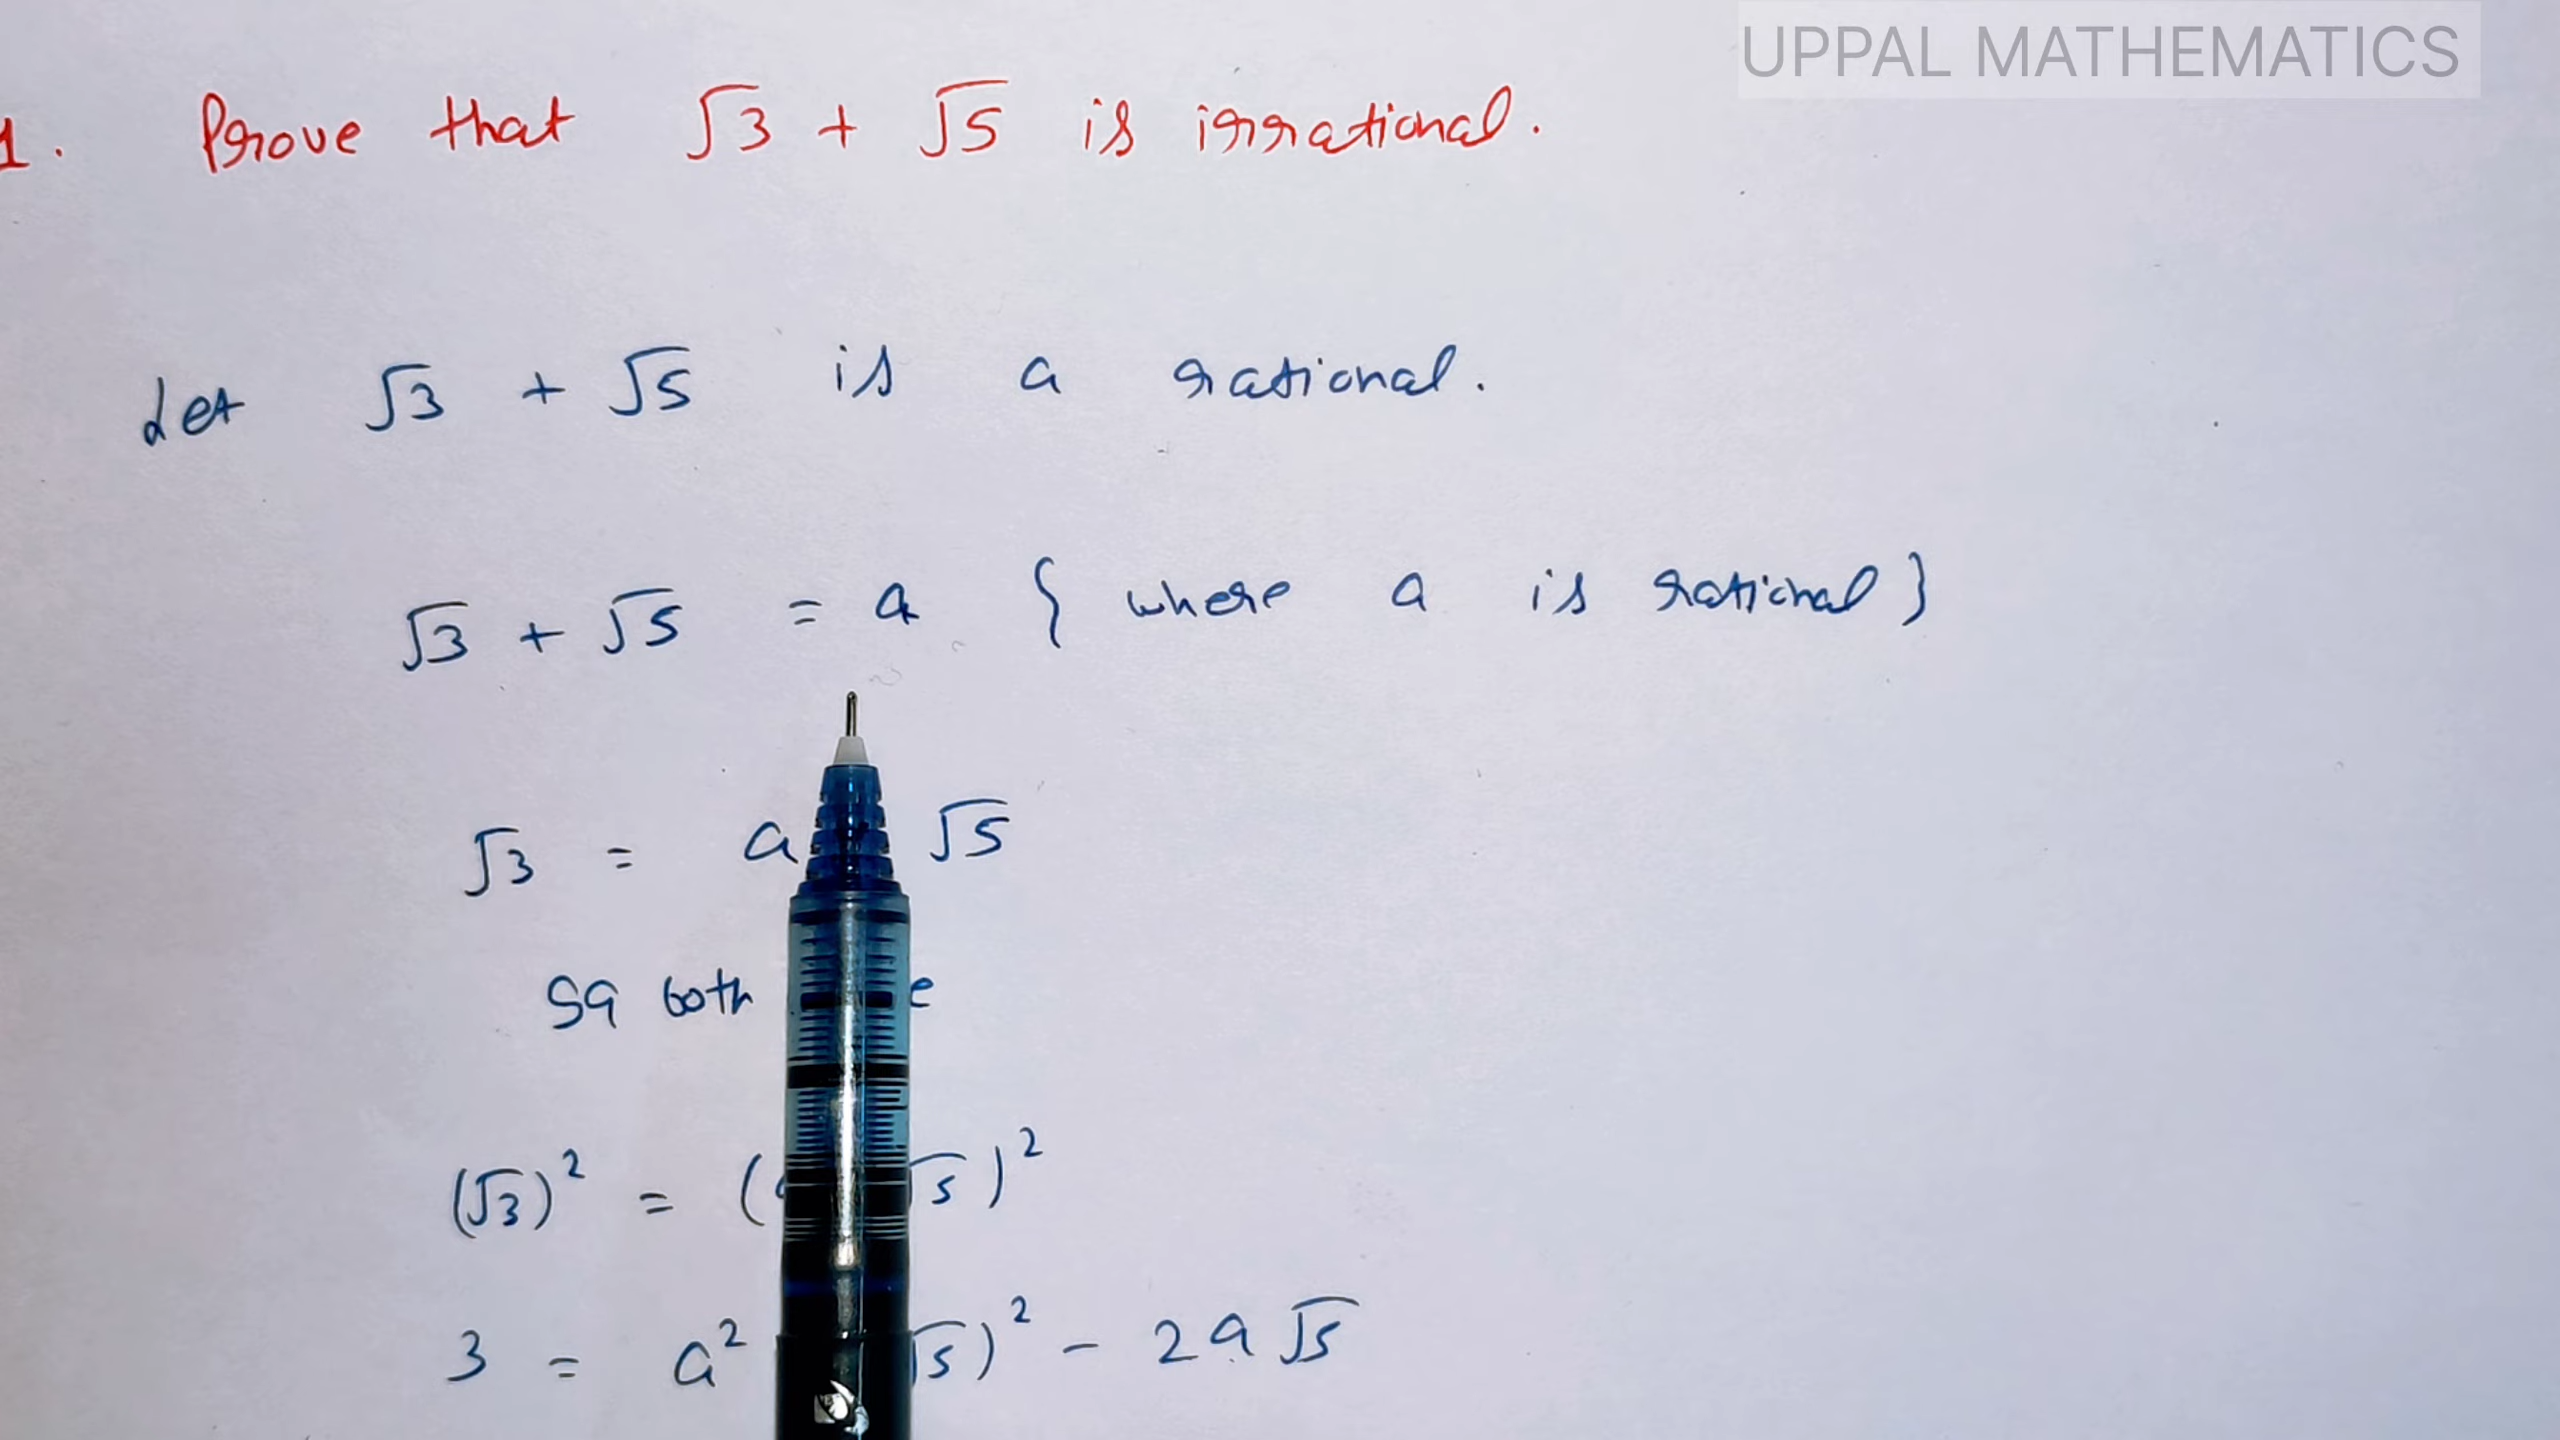 UPPAL MATHEMATICS
1. Prove that √3 + √5 is irrational.
Let √3 + √5 is a rational.
√3 + √5 = a { where a is rational }
√3 = a √5
Sq both
(√3)² = ( √5 )²
3 = a² √5)² - 2a√5